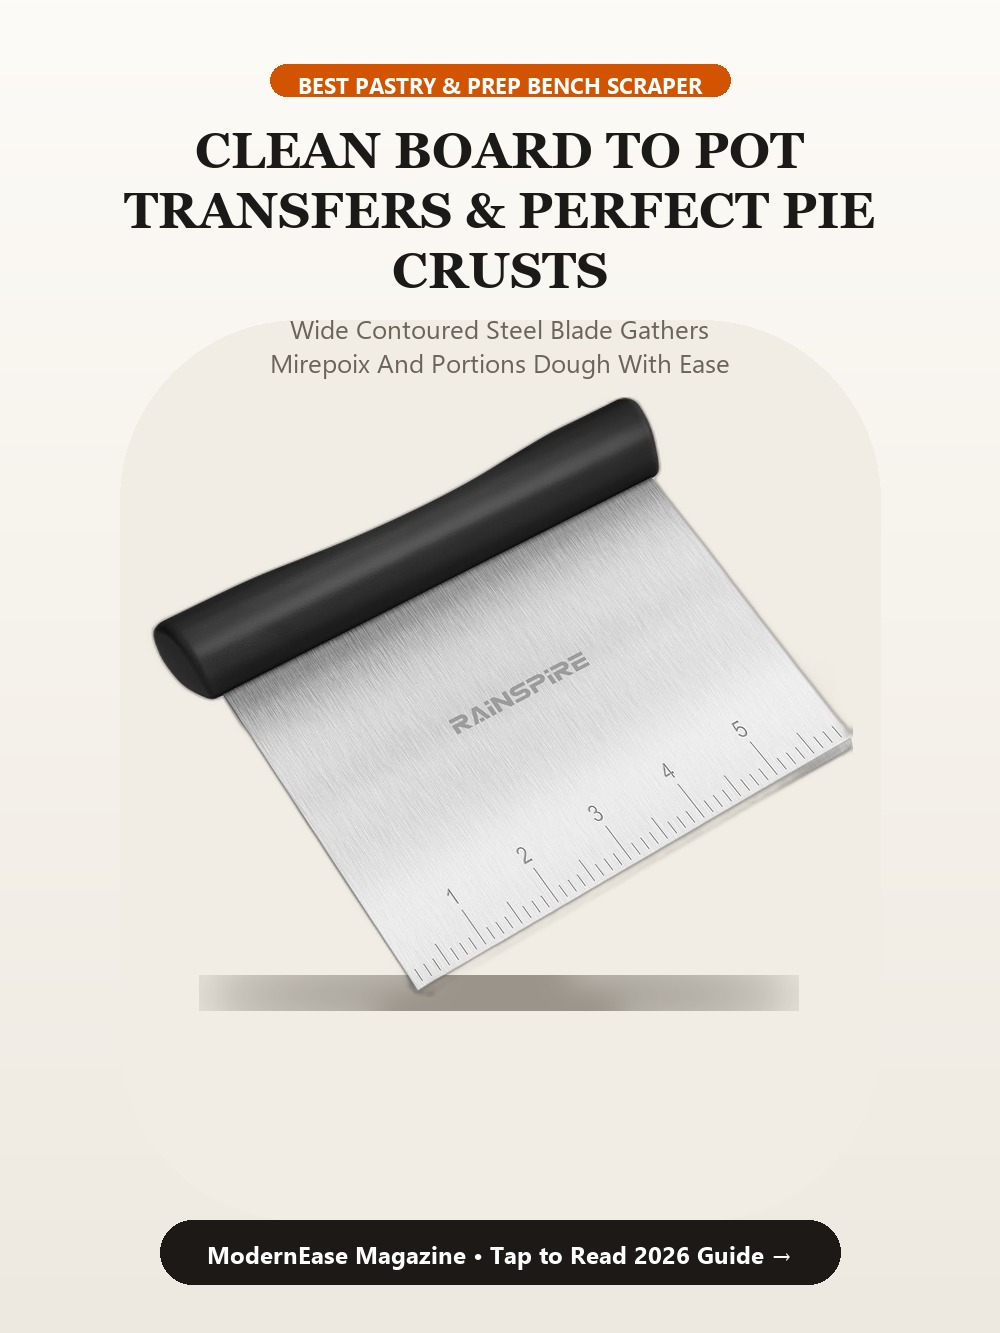 BEST PASTRY & PREP BENCH SCRAPER
CLEAN BOARD TO POT
TRANSFERS & PERFECT PIE
CRUSTS
Wide Contoured Steel Blade Gathers
Mirepoix And Portions Dough With Ease
RAiNSPiRE
1 2 3 4 5
ModernEase Magazine • Tap to Read 2026 Guide →